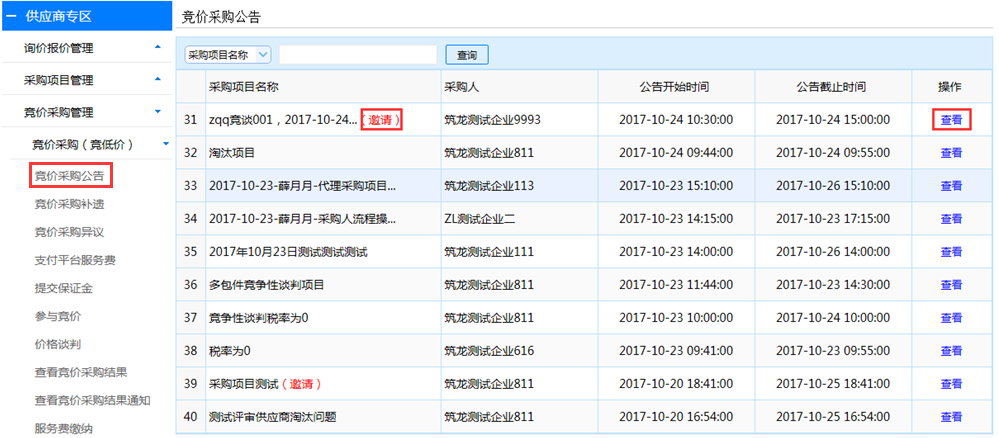 供应商专区
询价报价管理
采购项目管理
竞价采购管理
竞价采购（竞低价）
竞价采购公告
竞价采购补遗
竞价采购异议
支付平台服务费
提交保证金
参与竞价
价格谈判
查看竞价采购结果
查看竞价采购结果通知
服务费缴纳
竞价采购公告
采购项目名称 查询
采购项目名称 采购人 公告开始时间 公告截止时间 操作
31 zqq竞谈001，2017-10-24...（邀请） 筑龙测试企业9993 2017-10-24 10:30:00 2017-10-24 15:00:00 查看
32 淘汰项目 筑龙测试企业811 2017-10-24 09:44:00 2017-10-24 09:55:00 查看
33 2017-10-23-薛月月-代理采购项目... 筑龙测试企业113 2017-10-23 15:10:00 2017-10-26 15:10:00 查看
34 2017-10-23-薛月月-采购人流程操... ZL测试企业二 2017-10-23 14:15:00 2017-10-23 17:15:00 查看
35 2017年10月23日测试测试测试 筑龙测试企业111 2017-10-23 14:00:00 2017-10-26 14:00:00 查看
36 多包件竞争性谈判项目 筑龙测试企业811 2017-10-23 11:44:00 2017-10-23 14:30:00 查看
37 竞争性谈判税率为0 筑龙测试企业811 2017-10-23 10:00:00 2017-10-24 10:00:00 查看
38 税率为0 筑龙测试企业616 2017-10-23 09:41:00 2017-10-23 09:55:00 查看
39 采购项目测试（邀请） 筑龙测试企业811 2017-10-20 18:41:00 2017-10-25 18:41:00 查看
40 测试评审供应商淘汰问题 筑龙测试企业811 2017-10-20 16:54:00 2017-10-25 16:54:00 查看